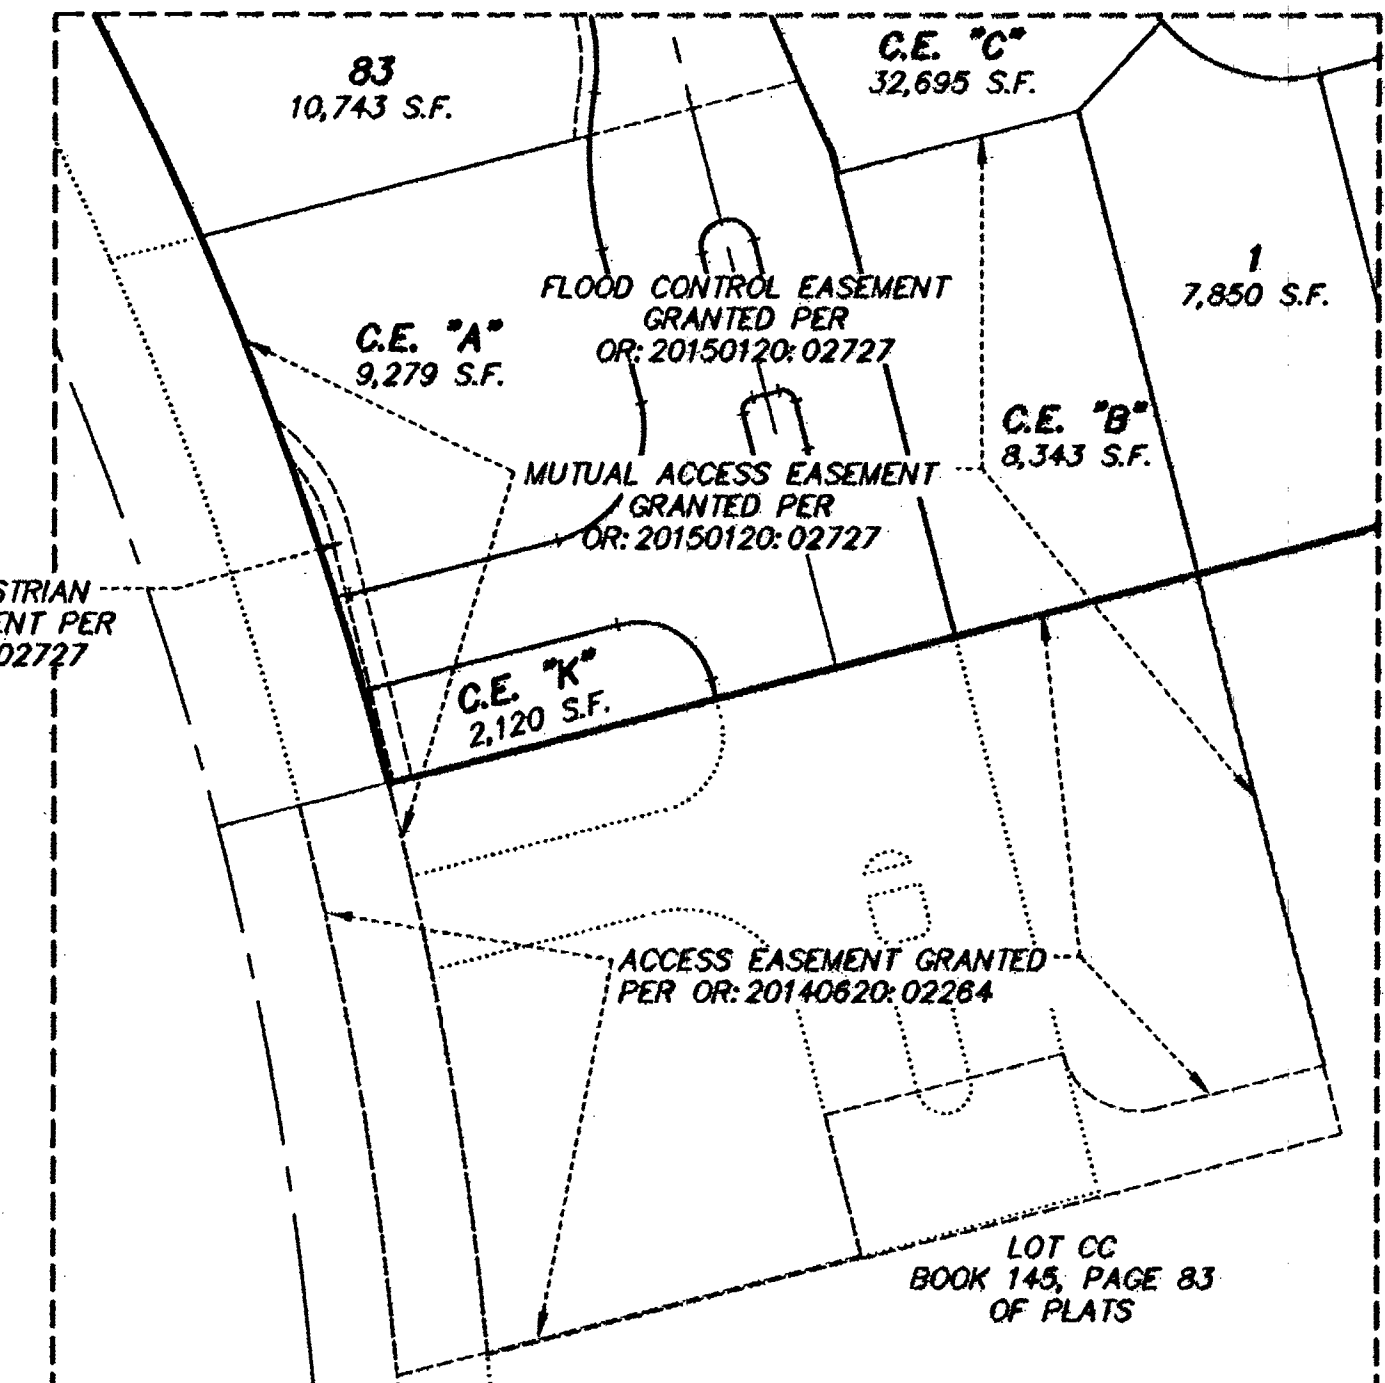 83
10,743 S.F.
C.E. "C"
32,695 S.F.
1
7,850 S.F.
FLOOD CONTROL EASEMENT
GRANTED PER
OR: 20150120: 02727
C.E. "A"
9,279 S.F.
C.E. "B"
8,343 S.F.
MUTUAL ACCESS EASEMENT
GRANTED PER
OR: 20150120: 02727
STRIAN
ENT PER
02727
C.E. "K"
2,120 S.F.
ACCESS EASEMENT GRANTED
PER OR: 20140620: 02264
LOT CC
BOOK 145, PAGE 83
OF PLATS